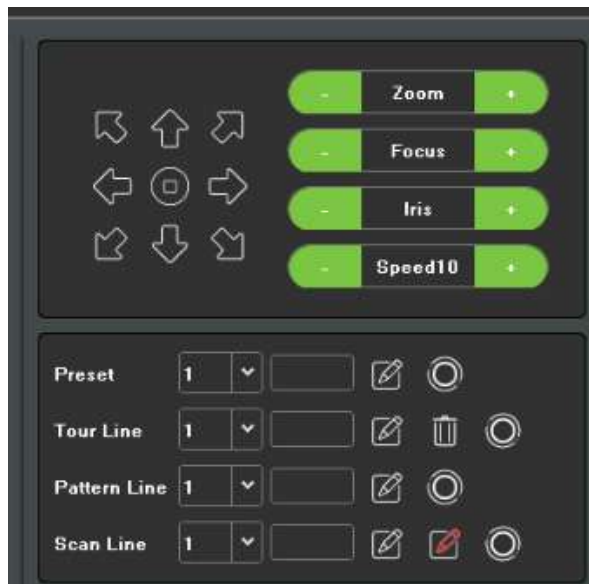 - Zoom +
- Focus +
- Iris +
- Speed10 +
Preset 1
Tour Line 1
Pattern Line 1
Scan Line 1